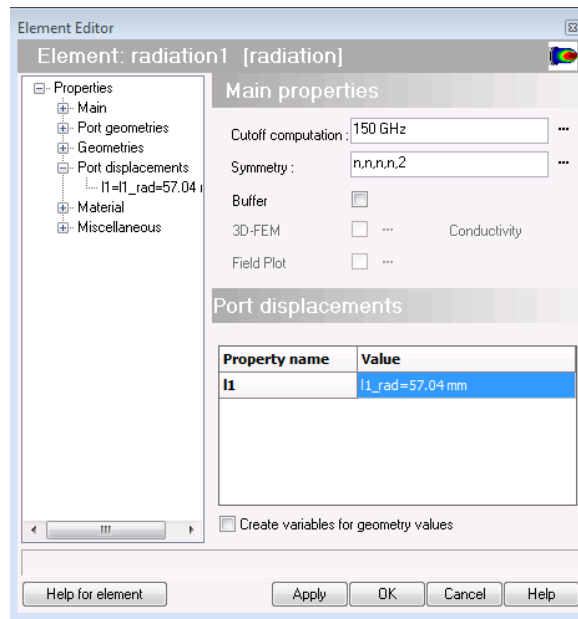 Element Editor
Element: radiation1 [radiation]
Properties
Main
Port geometries
Geometries
Port displacements
l1=l1_rad=57.04
Material
Miscellaneous
Main properties
Cutoff computation : 150 GHz ...
Symmetry : n,n,n,n,2 ...
Buffer
3D-FEM ... Conductivity
Field Plot ...
Port displacements
Property name Value
l1 l1_rad=57.04 mm
Create variables for geometry values
Help for element Apply OK Cancel Help